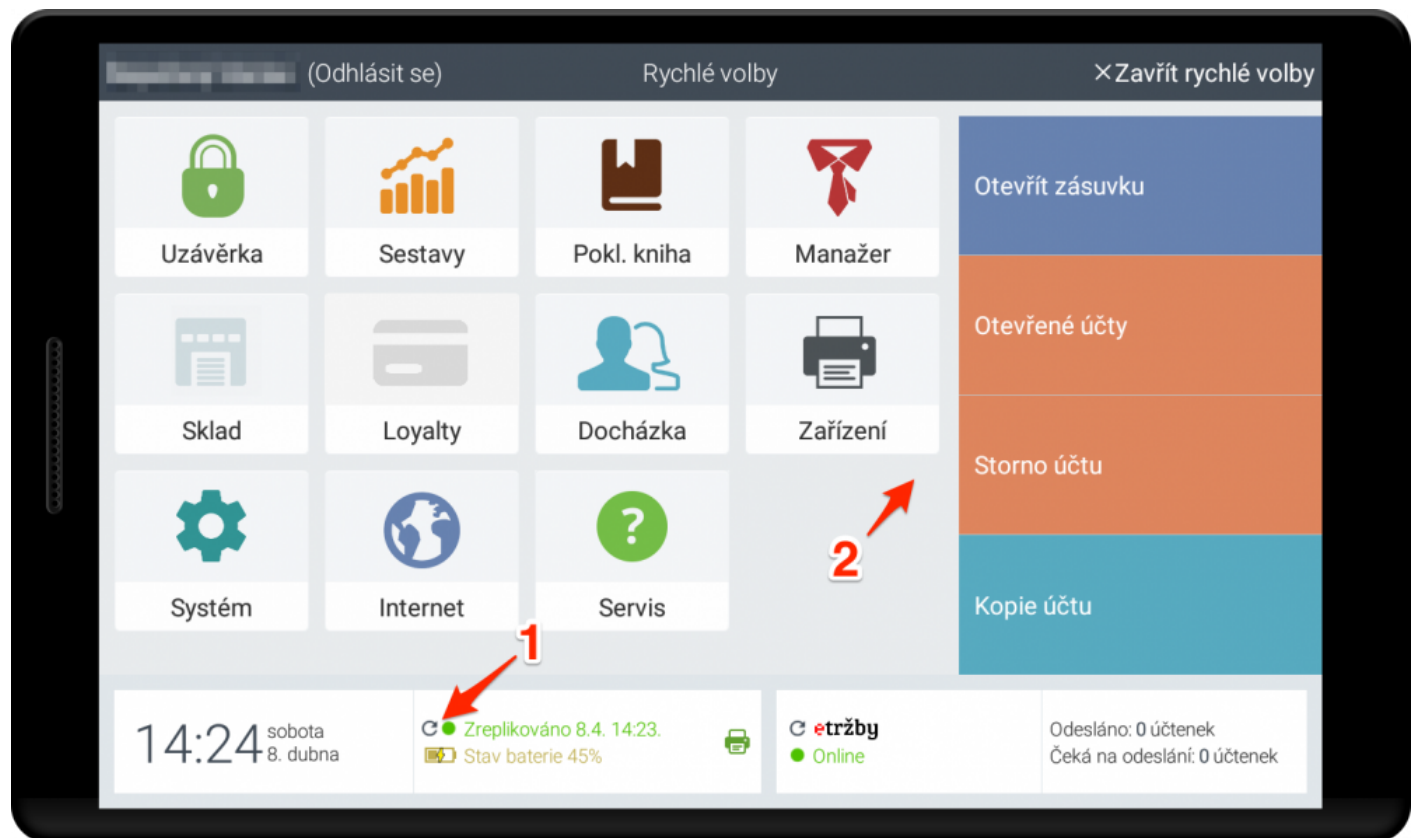 (Odhlásit se)
Rychlé volby
×Zavřít rychlé volby
Uzávěrka
Sestavy
Pokl. kniha
Manažer
Otevřít zásuvku
Otevřené účty
Sklad
Loyalty
Docházka
Zařízení
Storno účtu
?
2
Systém
Internet
Servis
Kopie účtu
1
14:24
sobota
8. dubna
Zreplikováno 8.4. 14:23.
Stav baterie 45%
etržby
Online
Odesláno: 0 účtenek
Čeká na odeslání: 0 účtenek